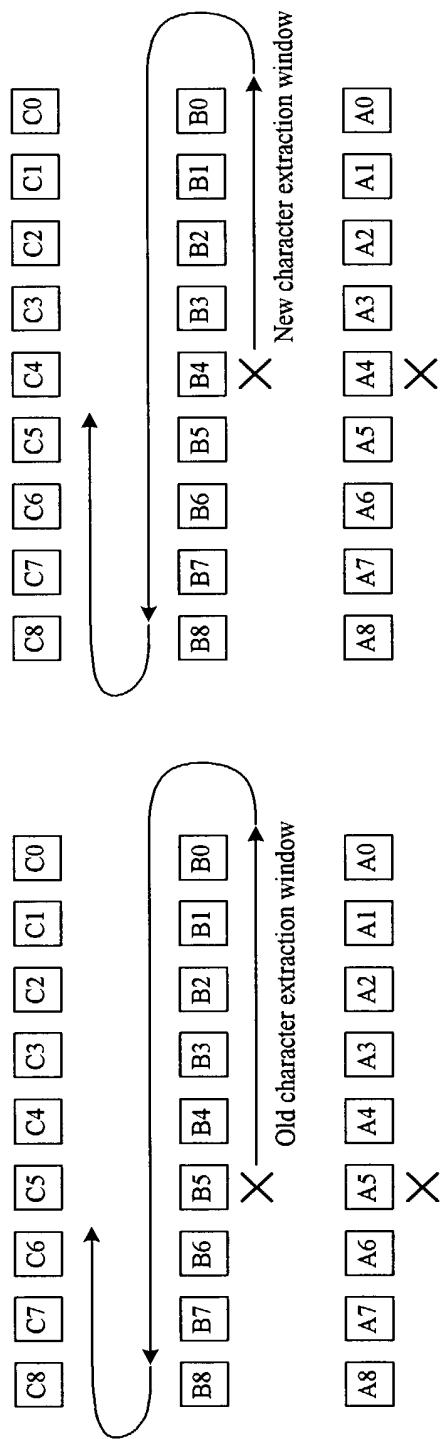 C8 C7 C6 C5 C4 C3 C2 C1 C0
B8 B7 B6 B5 B4 B3 B2 B1 B0
Old character extraction window
A8 A7 A6 A5 A4 A3 A2 A1 A0
C8 C7 C6 C5 C4 C3 C2 C1 C0
B8 B7 B6 B5 B4 B3 B2 B1 B0
New character extraction window
A8 A7 A6 A5 A4 A3 A2 A1 A0